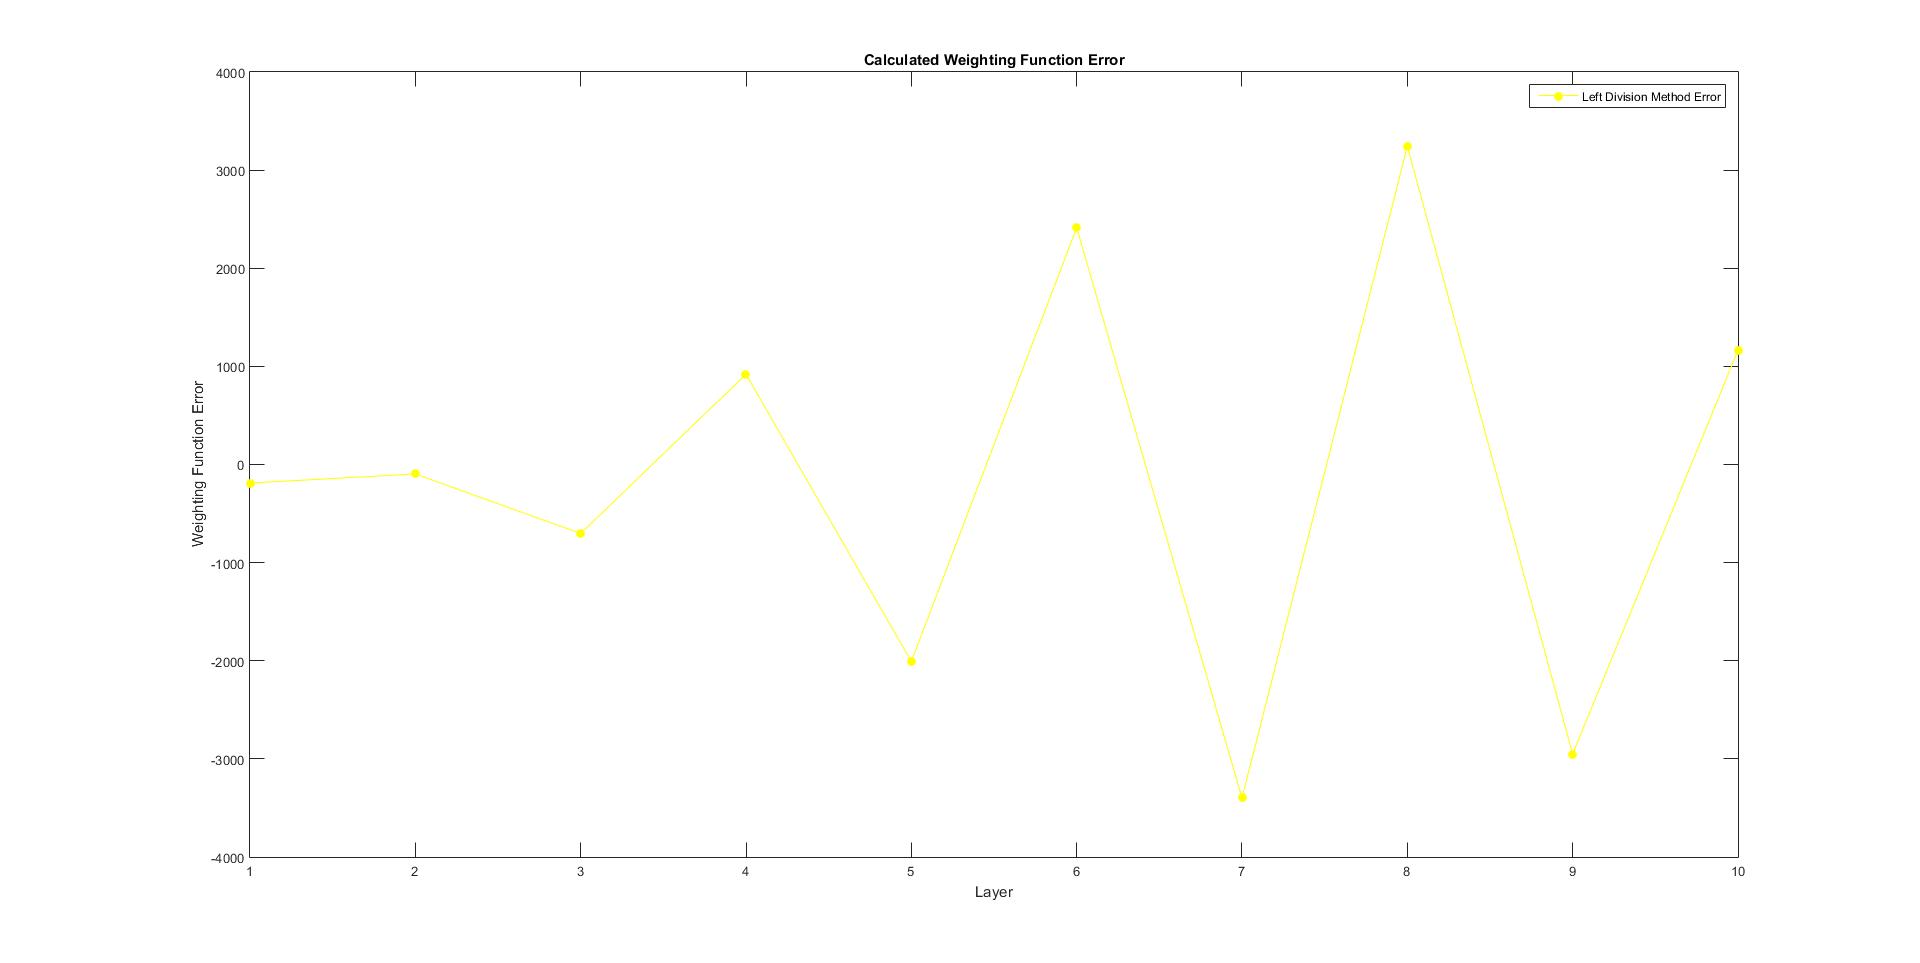 Calculated Weighting Function Error
Left Division Method Error
4000
3000
2000
1000
0
-1000
-2000
-3000
-4000
Weighting Function Error
1 2 3 4 5 6 7 8 9 10
Layer